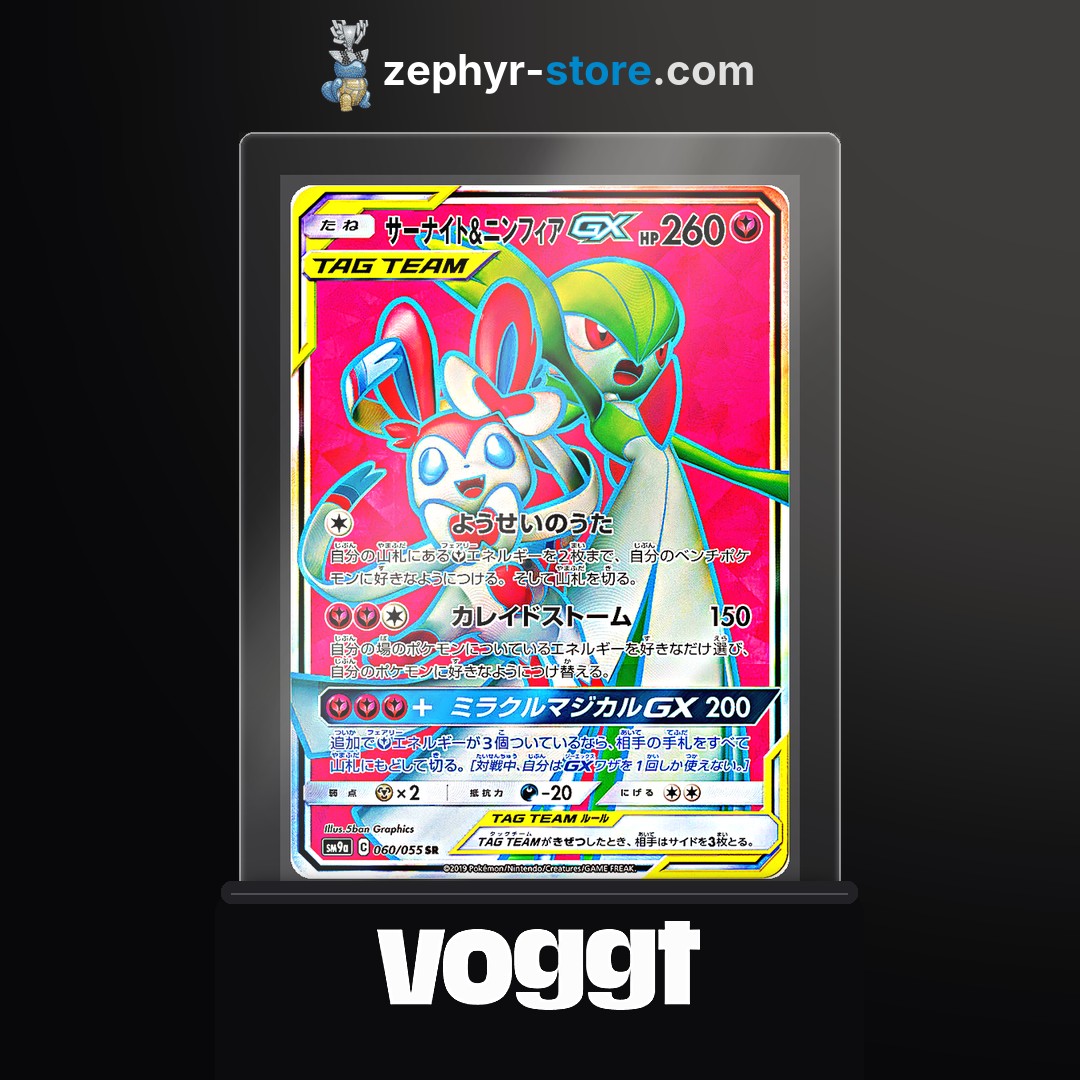 zephyr-store.com
たね サーナイト&ニンフィアGX HP260
TAG TEAM
ようせいのうた
自分の山札にあるエネルギーを2枚まで、自分のベンチポケ
モンに好きなようにつける。そして山札を切る。
カレイドストーム 150
自分の場のポケモンについているエネルギーを好きなだけ選び、
自分のポケモンに好きなようにつけ替える。
+ ミラクルマジカルGX 200
追加でエネルギーが3個ついているなら、相手の手札をすべて
山札にもどして切る。[対戦中、自分はGXワザを1回しか使えない。]
弱点 ×2 抵抗力 -20 にげる
TAG TEAM ルール
TAG TEAMがきぜつしたとき、相手はサイドを3枚とる。
Illus.5ban Graphics
sm9a C 060/055 SR
©2019 Pokémon/Nintendo/Creatures/GAME FREAK.
voggt